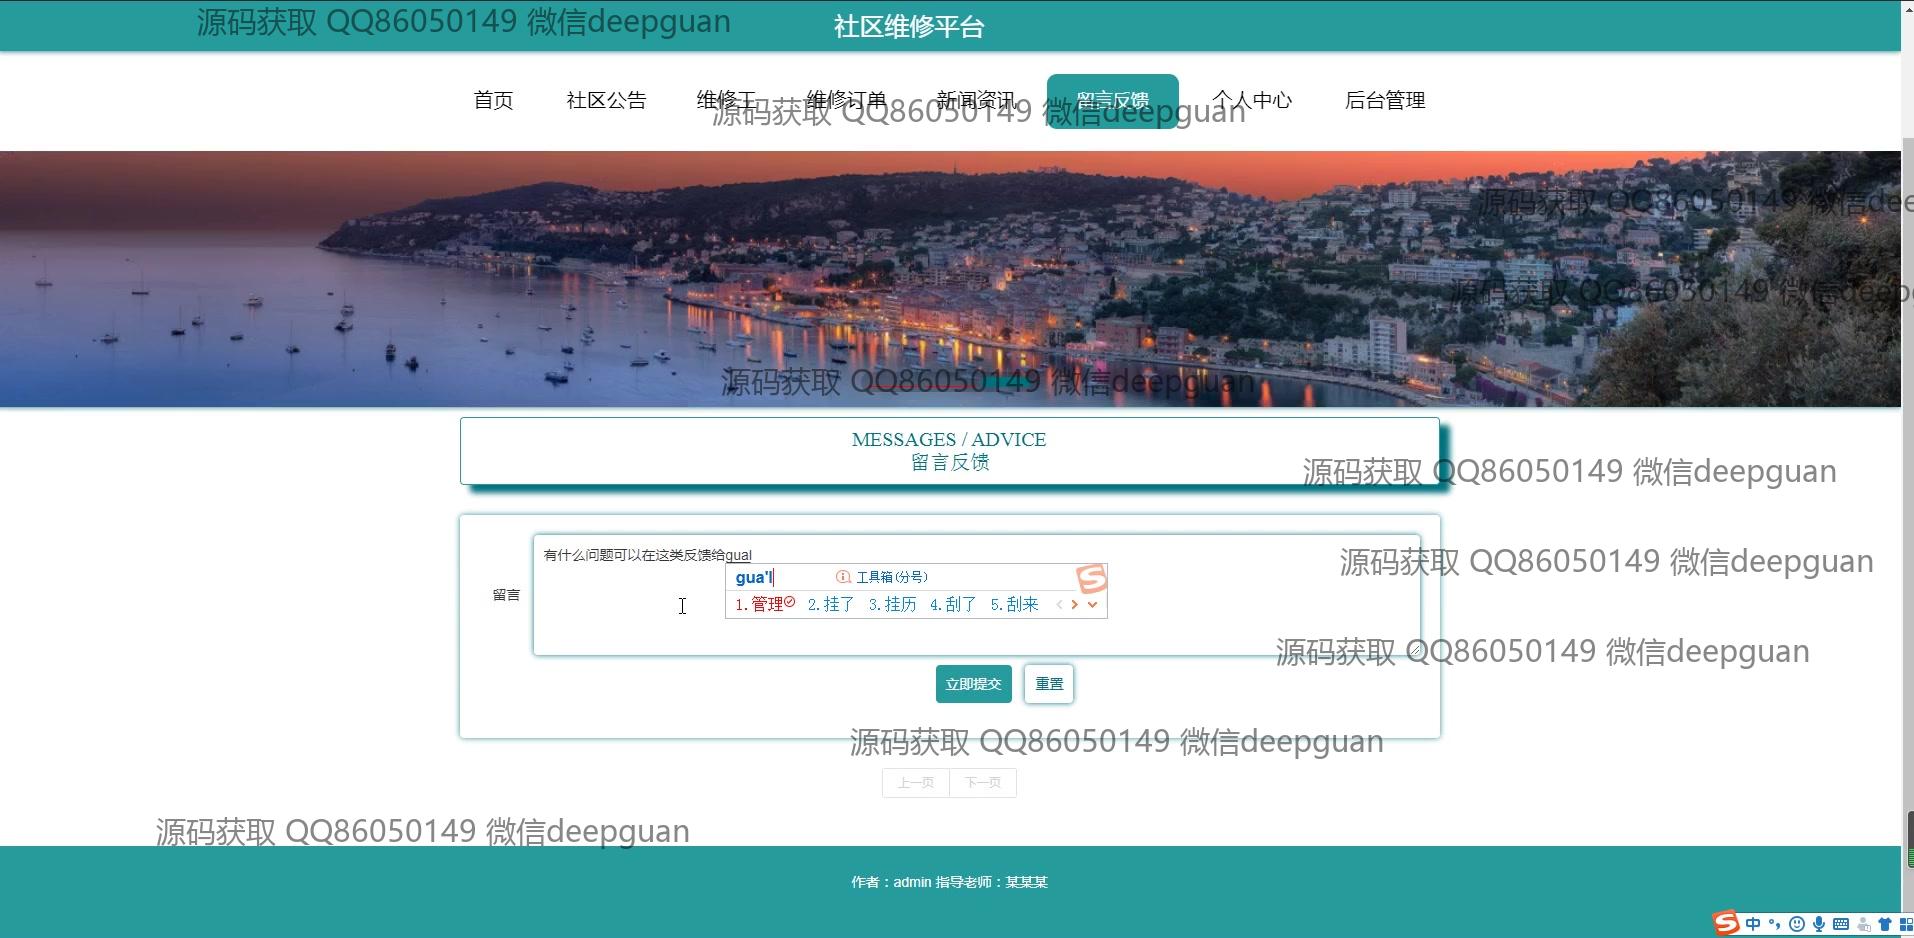 源码获取 QQ86050149 微信deepguan
社区维修平台
首页 社区公告 维修工 维修订单 新闻资讯 留言反馈 个人中心 后台管理
源码获取 QQ86050149 微信deepguan
源码获取 QQ86050149 微信dee
源码获取 QQ86050149 微信deep
源码获取 QQ86050149 微信deepguan
MESSAGES / ADVICE
留言反馈
源码获取 QQ86050149 微信deepguan
有什么问题可以在这类反馈给gual
源码获取 QQ86050149 微信deepguan
gua'l 工具箱(分号)
留言
1.管理 2.挂了 3.挂历 4.刮了 5.刮来
源码获取 QQ86050149 微信deepguan
立即提交 重置
源码获取 QQ86050149 微信deepguan
上一页 下一页
源码获取 QQ86050149 微信deepguan
作者：admin 指导老师：某某某
中